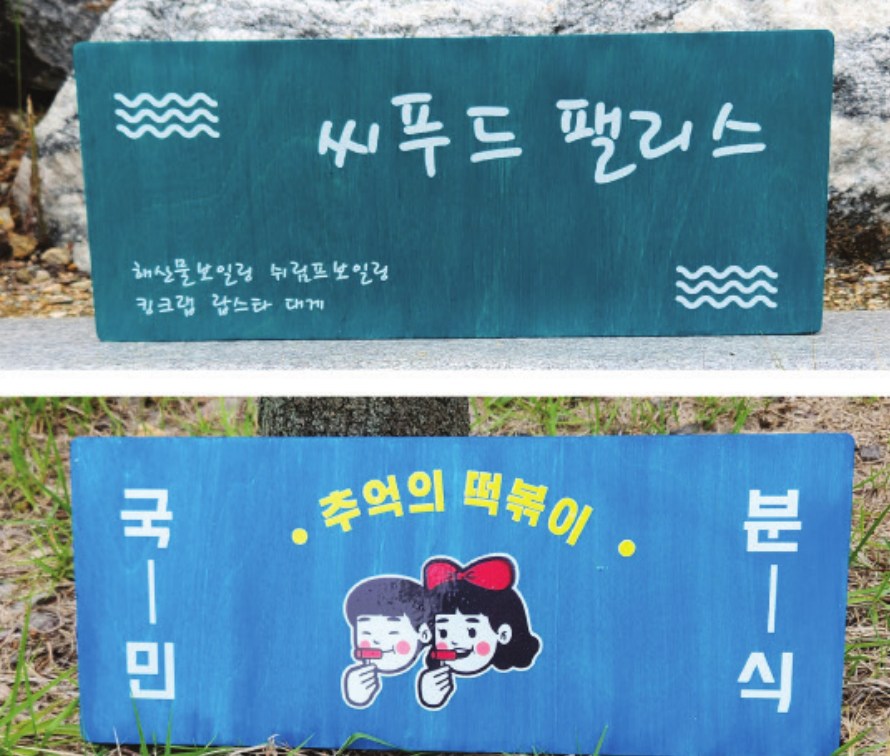 씨푸드 팰리스
해산물보일링 쉬림프보일링
킹크랩 랍스타 대게
추억의 떡볶이
국민
분식